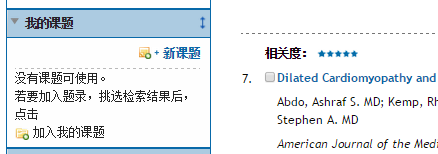 我的课题
+ 新课题
没有课题可使用。
若要加入题录，挑选检索结果后，
点击
加入我的课题
相关度： ★★★★★
7. Dilated Cardiomyopathy and
Abdo, Ashraf S. MD; Kemp,
Stephen A. MD
American Journal of the